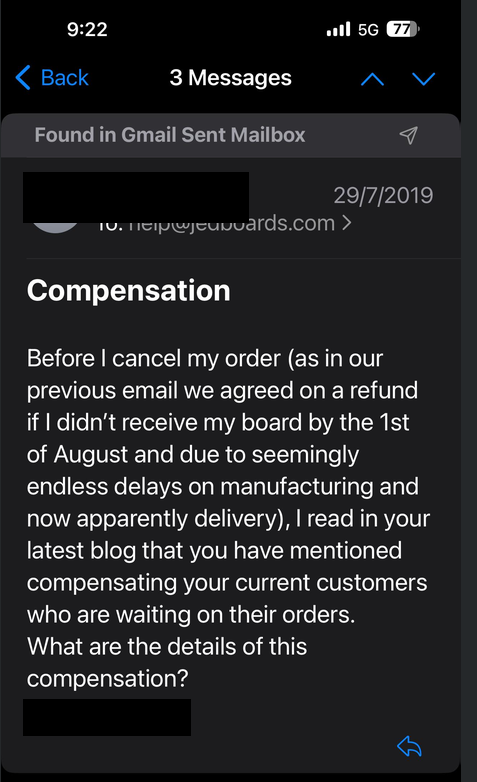 9:22 5G 77
Back 3 Messages
Found in Gmail Sent Mailbox
29/7/2019
To: help@jedboards.com
Compensation
Before I cancel my order (as in our
previous email we agreed on a refund
if I didn’t receive my board by the 1st
of August and due to seemingly
endless delays on manufacturing and
now apparently delivery), I read in your
latest blog that you have mentioned
compensating your current customers
who are waiting on their orders.
What are the details of this
compensation?